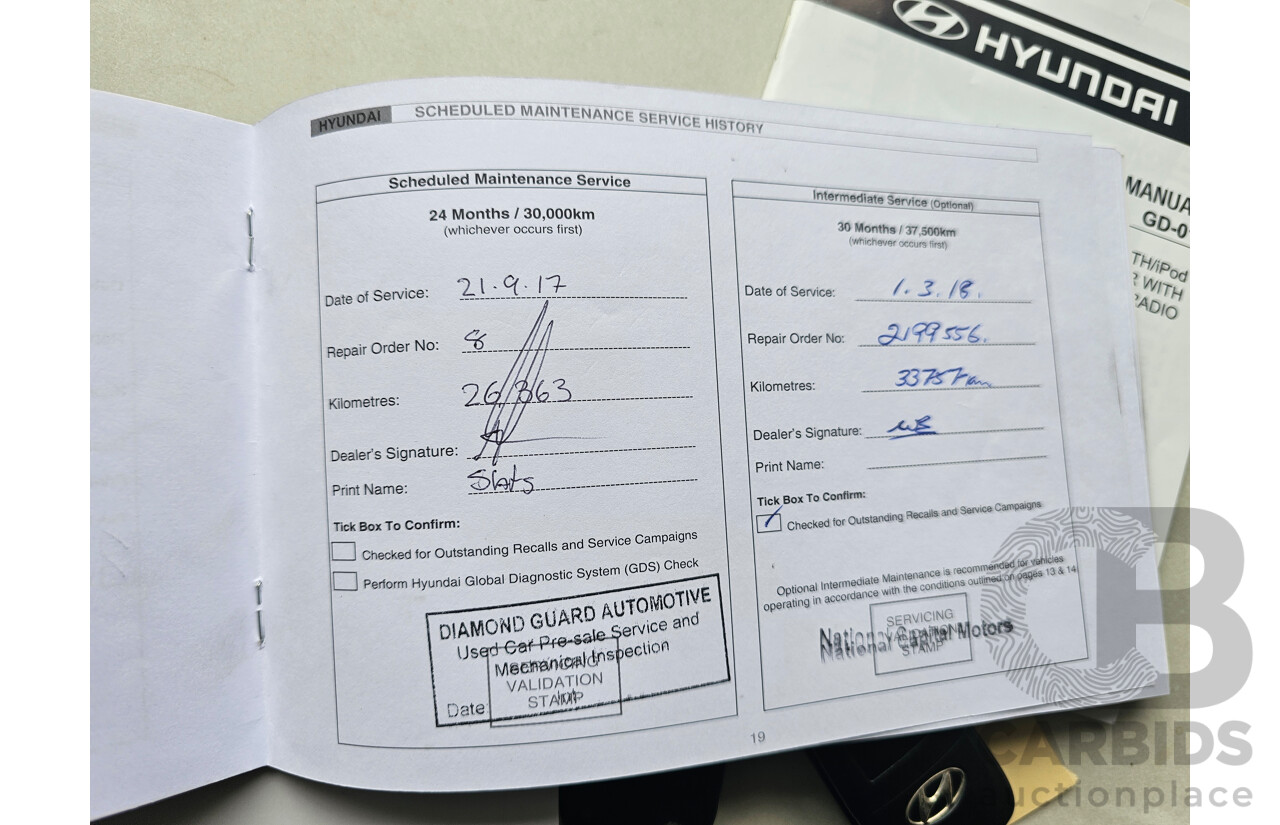 HYUNDAI
MANUA
GD-0
TH/iPod
R WITH
RADIO
HYUNDAI SCHEDULED MAINTENANCE SERVICE HISTORY
Scheduled Maintenance Service
24 Months / 30,000km
(whichever occurs first)
Date of Service: 21.9.17
Repair Order No: 8
Kilometres: 26,363
Dealer's Signature:
Print Name:
Tick Box To Confirm:
Checked for Outstanding Recalls and Service Campaigns
Perform Hyundai Global Diagnostic System (GDS) Check
DIAMOND GUARD AUTOMOTIVE
Used Car Pre-sale Service and
Mechanical Inspection
VALIDATION
STAMP
Date:
Intermediate Service (Optional)
30 Months / 37,500km
(whichever occurs first)
Date of Service: 1.3.18.
Repair Order No: 2199556.
Kilometres: 33757km
Dealer's Signature:
Print Name:
Tick Box To Confirm:
Checked for Outstanding Recalls and Service Campaigns
Optional Intermediate Maintenance is recommended for vehicles
operating in accordance with the conditions outlined on pages 13 & 14
SERVICING
VALIDATION
STAMP
National Capital Motors
19
CARBIDS
auctionplace